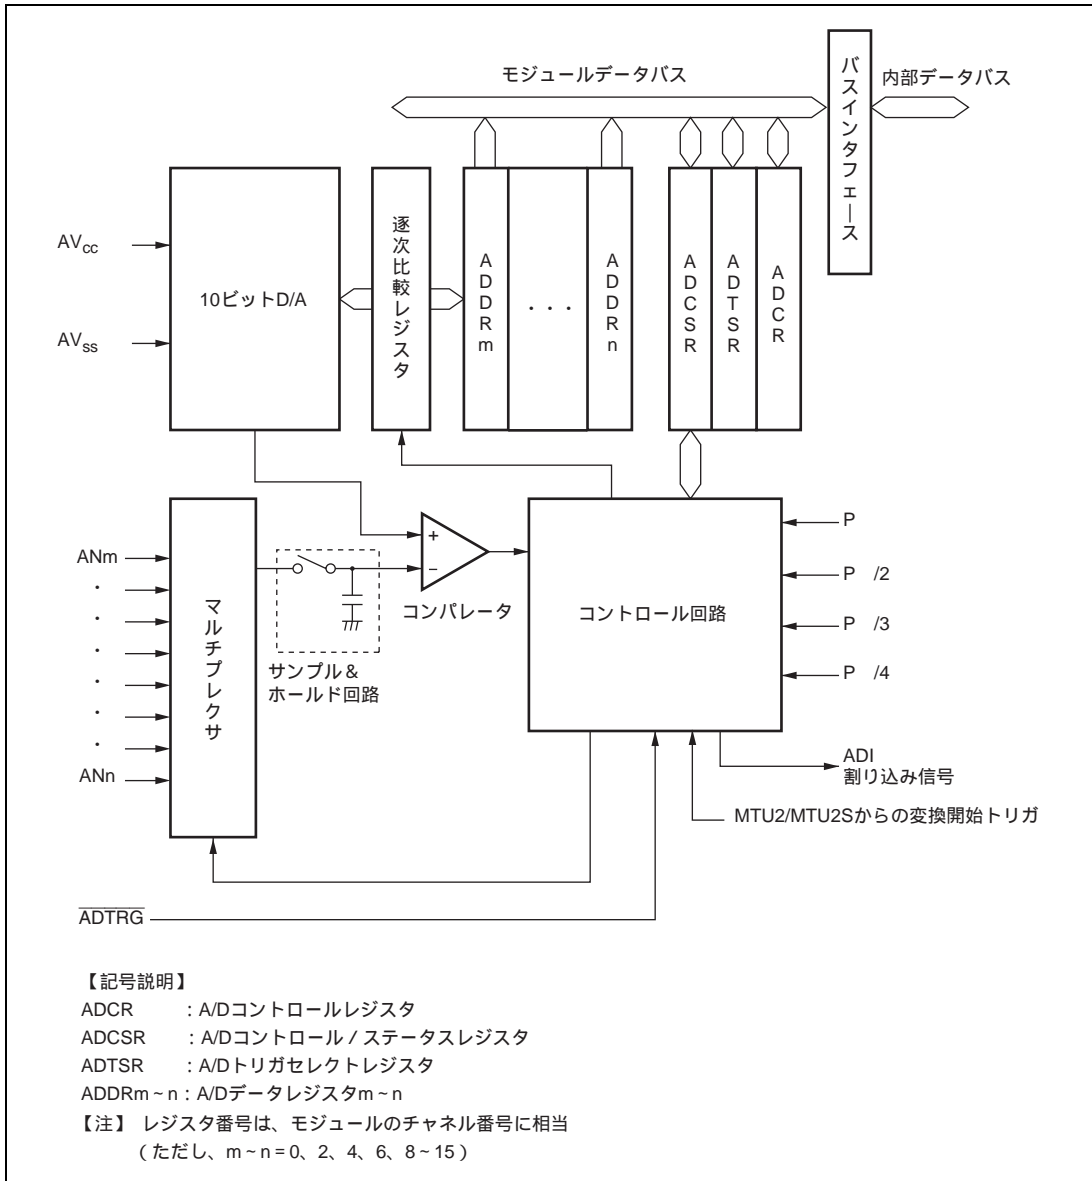 モジュールデータバス
内部データバス
バスインタフェース
AVcc
AVss
10ビットD/A
逐次比較レジスタ
ADDRm
・・・
ADDRn
ADCSR
ADTSR
ADCR
ANm
・
・
・
・
・
・
ANn
マルチプレクサ
サンプル&
ホールド回路
+
−
コンパレータ
コントロール回路
P
P /2
P /3
P /4
ADI
割り込み信号
MTU2/MTU2Sからの変換開始トリガ
ADTRG
【記号説明】
ADCR :A/Dコントロールレジスタ
ADCSR :A/Dコントロール/ステータスレジスタ
ADTSR :A/Dトリガセレクトレジスタ
ADDRm~n:A/Dデータレジスタm~n
【注】 レジスタ番号は、モジュールのチャネル番号に相当
(ただし、m~n=0、2、4、6、8~15)